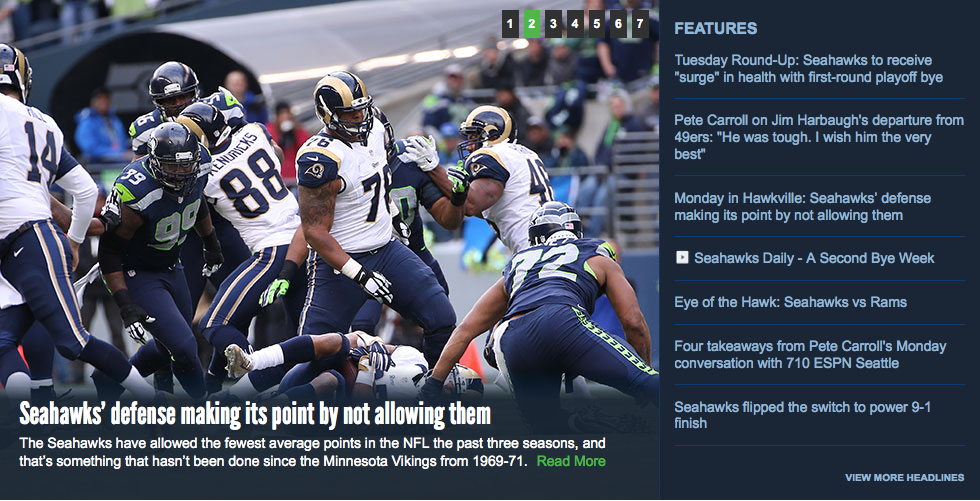 1 2 3 4 5 6 7
14
99
KENDRICKS
88
76
72
Seahawks' defense making its point by not allowing them
The Seahawks have allowed the fewest average points in the NFL the past three seasons, and
that's something that hasn't been done since the Minnesota Vikings from 1969-71. Read More
FEATURES
Tuesday Round-Up: Seahawks to receive
"surge" in health with first-round playoff bye
Pete Carroll on Jim Harbaugh's departure from
49ers: "He was tough. I wish him the very
best"
Monday in Hawkville: Seahawks' defense
making its point by not allowing them
Seahawks Daily - A Second Bye Week
Eye of the Hawk: Seahawks vs Rams
Four takeaways from Pete Carroll's Monday
conversation with 710 ESPN Seattle
Seahawks flipped the switch to power 9-1
finish
VIEW MORE HEADLINES